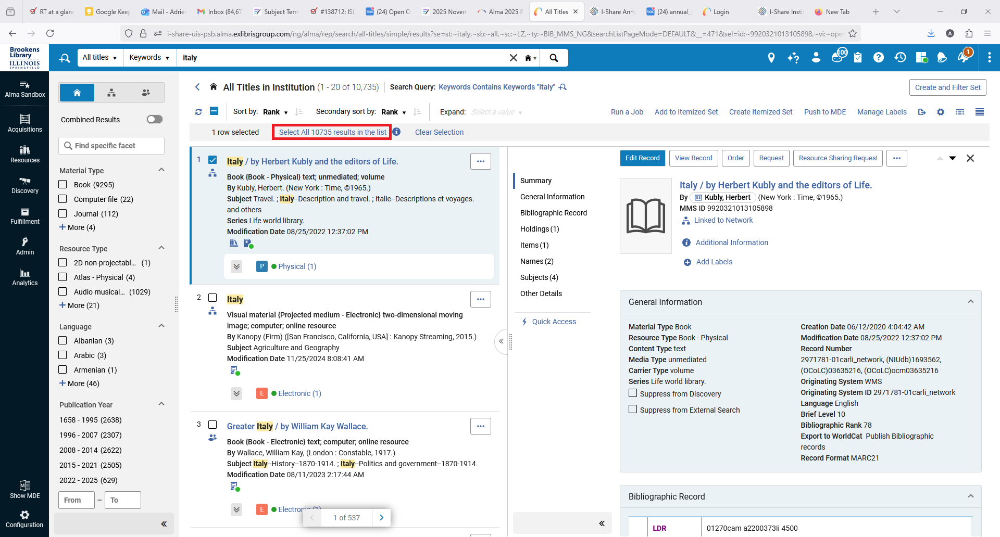 RT at a glanc
Google Keep
Mail - Adrie
Inbox (84,67
Subject Term
#138712: ISL
(24) Open O
2025 Novem
Alma 2025 R
All Titles
I-Share Ann
(24) annual_
Login
I-Share Insti
New Tab
i-share-uis-psb.alma.exlibrisgroup.com/ng/alma/rep/search/all-titles/simple/results?se=st:~italy,~sb:~all,~sc:~LZ,~ty:~BIB_MMS_NG&searchListPageMode=DEFAULT&__=471&sel=id:~9920321013105898,~vi:~ope
Brookens
Library
ILLINOIS
SPRINGFIELD
All titles
Keywords
italy
100
1
Alma Sandbox
Acquisitions
Resources
Discovery
Fulfillment
Admin
Analytics
Show MDE
Configuration
Combined Results
Find specific facet
Material Type
Book (9295)
Computer file (22)
Journal (112)
+ More (4)
Resource Type
2D non-projectabl... (1)
Atlas - Physical (4)
Audio musical... (1029)
+ More (21)
Language
Albanian (3)
Arabic (3)
Armenian (1)
+ More (46)
Publication Year
1658 - 1995 (2638)
1996 - 2007 (2307)
2008 - 2014 (2622)
2015 - 2021 (2505)
2022 - 2025 (629)
From – To
All Titles in Institution (1 - 20 of 10,735)
Search Query: Keywords Contains Keywords "italy"
Create and Filter Set
Sort by: Rank
Secondary sort by: Rank
Expand: Select a value
Run a Job
Add to Itemized Set
Create Itemized Set
Push to MDE
Manage Labels
1 row selected
Select All 10735 results in the list
Clear Selection
1
Italy / by Herbert Kubly and the editors of Life.
Book {Book - Physical} text; unmediated; volume
By Kubly, Herbert. (New York : Time, ©1965.)
Subject Travel. ; Italy--Description and travel. ; Italie--Descriptions et voyages.
and others
Series Life world library.
Modification Date 08/25/2022 12:37:02 PM
P Physical (1)
2
Italy
Visual material {Projected medium - Electronic} two-dimensional moving
image; computer; online resource
By Kanopy (Firm) ([San Francisco, California, USA] : Kanopy Streaming, 2015.)
Subject Agriculture and Geography
Modification Date 11/25/2024 8:08:41 AM
E Electronic (1)
3
Greater Italy / by William Kay Wallace.
Book {Book - Electronic} text; computer; online resource
By Wallace, William Kay, (London : Constable, 1917.)
Subject Italy--History--1870-1914. ; Italy--Politics and government--1870-1914.
Modification Date 08/11/2023 2:17:44 AM
E Electronic (1)
1 of 537
Summary
General Information
Bibliographic Record
Holdings (1)
Items (1)
Names (2)
Subjects (4)
Other Details
Quick Access
Edit Record
View Record
Order
Request
Resource Sharing Request
Italy / by Herbert Kubly and the editors of Life.
By Kubly, Herbert (New York : Time, ©1965.)
MMS ID 9920321013105898
Linked to Network
Additional Information
Add Labels
General Information
Material Type Book
Resource Type Book - Physical
Content Type text
Media Type unmediated
Carrier Type volume
Series Life world library.
Suppress from Discovery
Suppress from External Search
Creation Date 06/12/2020 4:04:42 AM
Modification Date 08/25/2022 12:37:02 PM
Record Number
2971781-01carli_network, (NIUdb)1693562,
(OCoLC)03635216, (OCoLC)ocm03635216
Originating System WMS
Originating System ID 2971781-01carli_network
Language English
Brief Level 10
Bibliographic Rank 78
Export to WorldCat Publish Bibliographic
records
Record Format MARC21
Bibliographic Record
LDR 01270cam a2200373Ii 4500